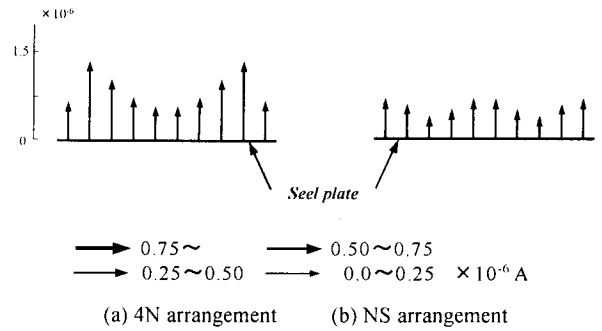 ×10⁻⁶
1.5
0
Seel plate
0.75～ 0.50～0.75
0.25～0.50 0.0～0.25 ×10⁻⁶ A
(a) 4N arrangement (b) NS arrangement